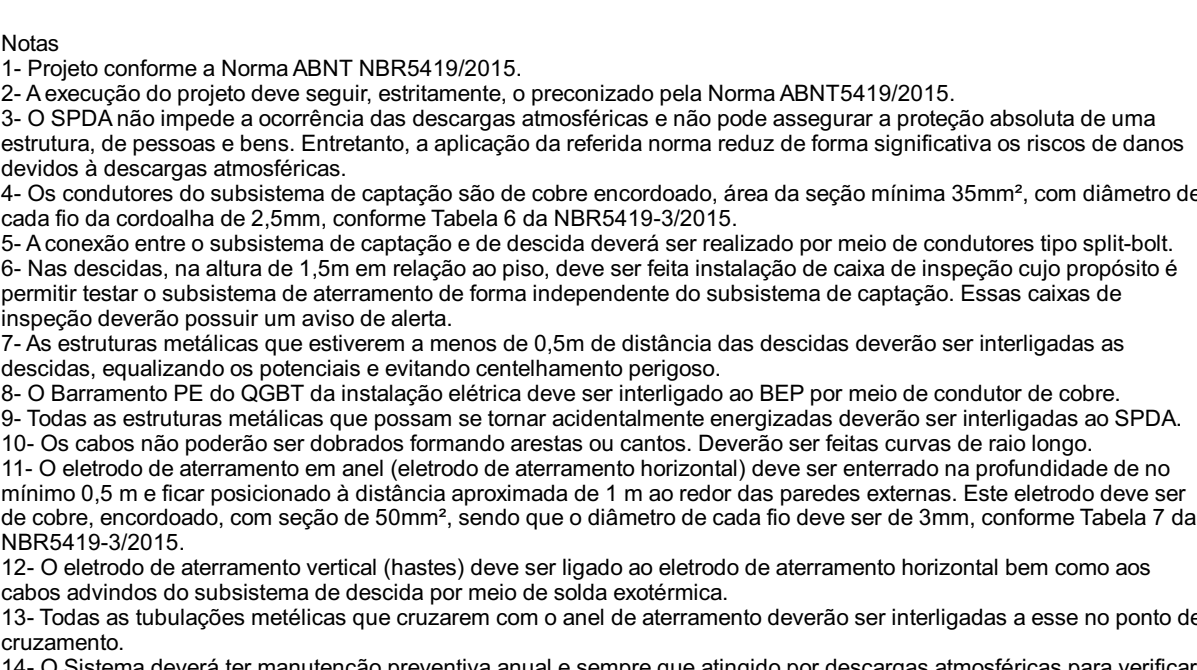 Notas
1- Projeto conforme a Norma ABNT NBR5419/2015.
2- A execução do projeto deve seguir, estritamente, o preconizado pela Norma ABNT5419/2015.
3- O SPDA não impede a ocorrência das descargas atmosféricas e não pode assegurar a proteção absoluta de uma
estrutura, de pessoas e bens. Entretanto, a aplicação da referida norma reduz de forma significativa os riscos de danos
devidos à descargas atmosféricas.
4- Os condutores do subsistema de captação são de cobre encordoado, área da seção mínima 35mm², com diâmetro de
cada fio da cordoalha de 2,5mm, conforme Tabela 6 da NBR5419-3/2015.
5- A conexão entre o subsistema de captação e de descida deverá ser realizado por meio de condutores tipo split-bolt.
6- Nas descidas, na altura de 1,5m em relação ao piso, deve ser feita instalação de caixa de inspeção cujo propósito é
permitir testar o subsistema de aterramento de forma independente do subsistema de captação. Essas caixas de
inspeção deverão possuir um aviso de alerta.
7- As estruturas metálicas que estiverem a menos de 0,5m de distância das descidas deverão ser interligadas as
descidas, equalizando os potenciais e evitando centelhamento perigoso.
8- O Barramento PE do QGBT da instalação elétrica deve ser interligado ao BEP por meio de condutor de cobre.
9- Todas as estruturas metálicas que possam se tornar acidentalmente energizadas deverão ser interligadas ao SPDA.
10- Os cabos não poderão ser dobrados formando arestas ou cantos. Deverão ser feitas curvas de raio longo.
11- O eletrodo de aterramento em anel (eletrodo de aterramento horizontal) deve ser enterrado na profundidade de no
mínimo 0,5 m e ficar posicionado à distância aproximada de 1 m ao redor das paredes externas. Este eletrodo deve ser
de cobre, encordoado, com seção de 50mm², sendo que o diâmetro de cada fio deve ser de 3mm, conforme Tabela 7 da
NBR5419-3/2015.
12- O eletrodo de aterramento vertical (hastes) deve ser ligado ao eletrodo de aterramento horizontal bem como aos
cabos advindos do subsistema de descida por meio de solda exotérmica.
13- Todas as tubulações metélicas que cruzarem com o anel de aterramento deverão ser interligadas a esse no ponto de
cruzamento.
14- O Sistema deverá ter manutenção preventiva anual e sempre que atingido por descargas atmosféricas para verificar